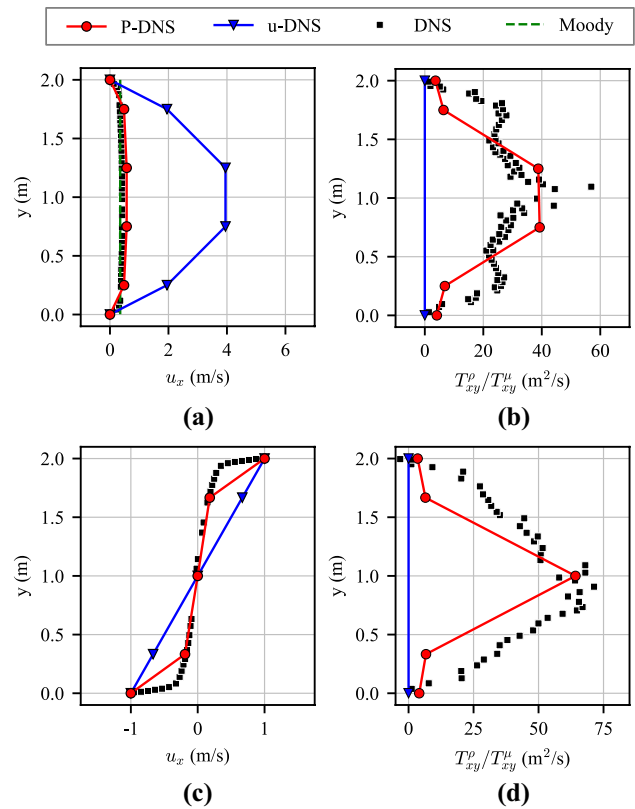 P-DNS u-DNS DNS Moody
2.0
1.5
1.0
0.5
0.0
y (m)
0 2 4 6
u_x (m/s)
(a)
2.0
1.5
1.0
0.5
0.0
y (m)
0 20 40 60
T^ρ_xy/T^μ_xy (m²/s)
(b)
2.0
1.5
1.0
0.5
0.0
y (m)
-1 0 1
u_x (m/s)
(c)
2.0
1.5
1.0
0.5
0.0
y (m)
0 25 50 75
T^ρ_xy/T^μ_xy (m²/s)
(d)